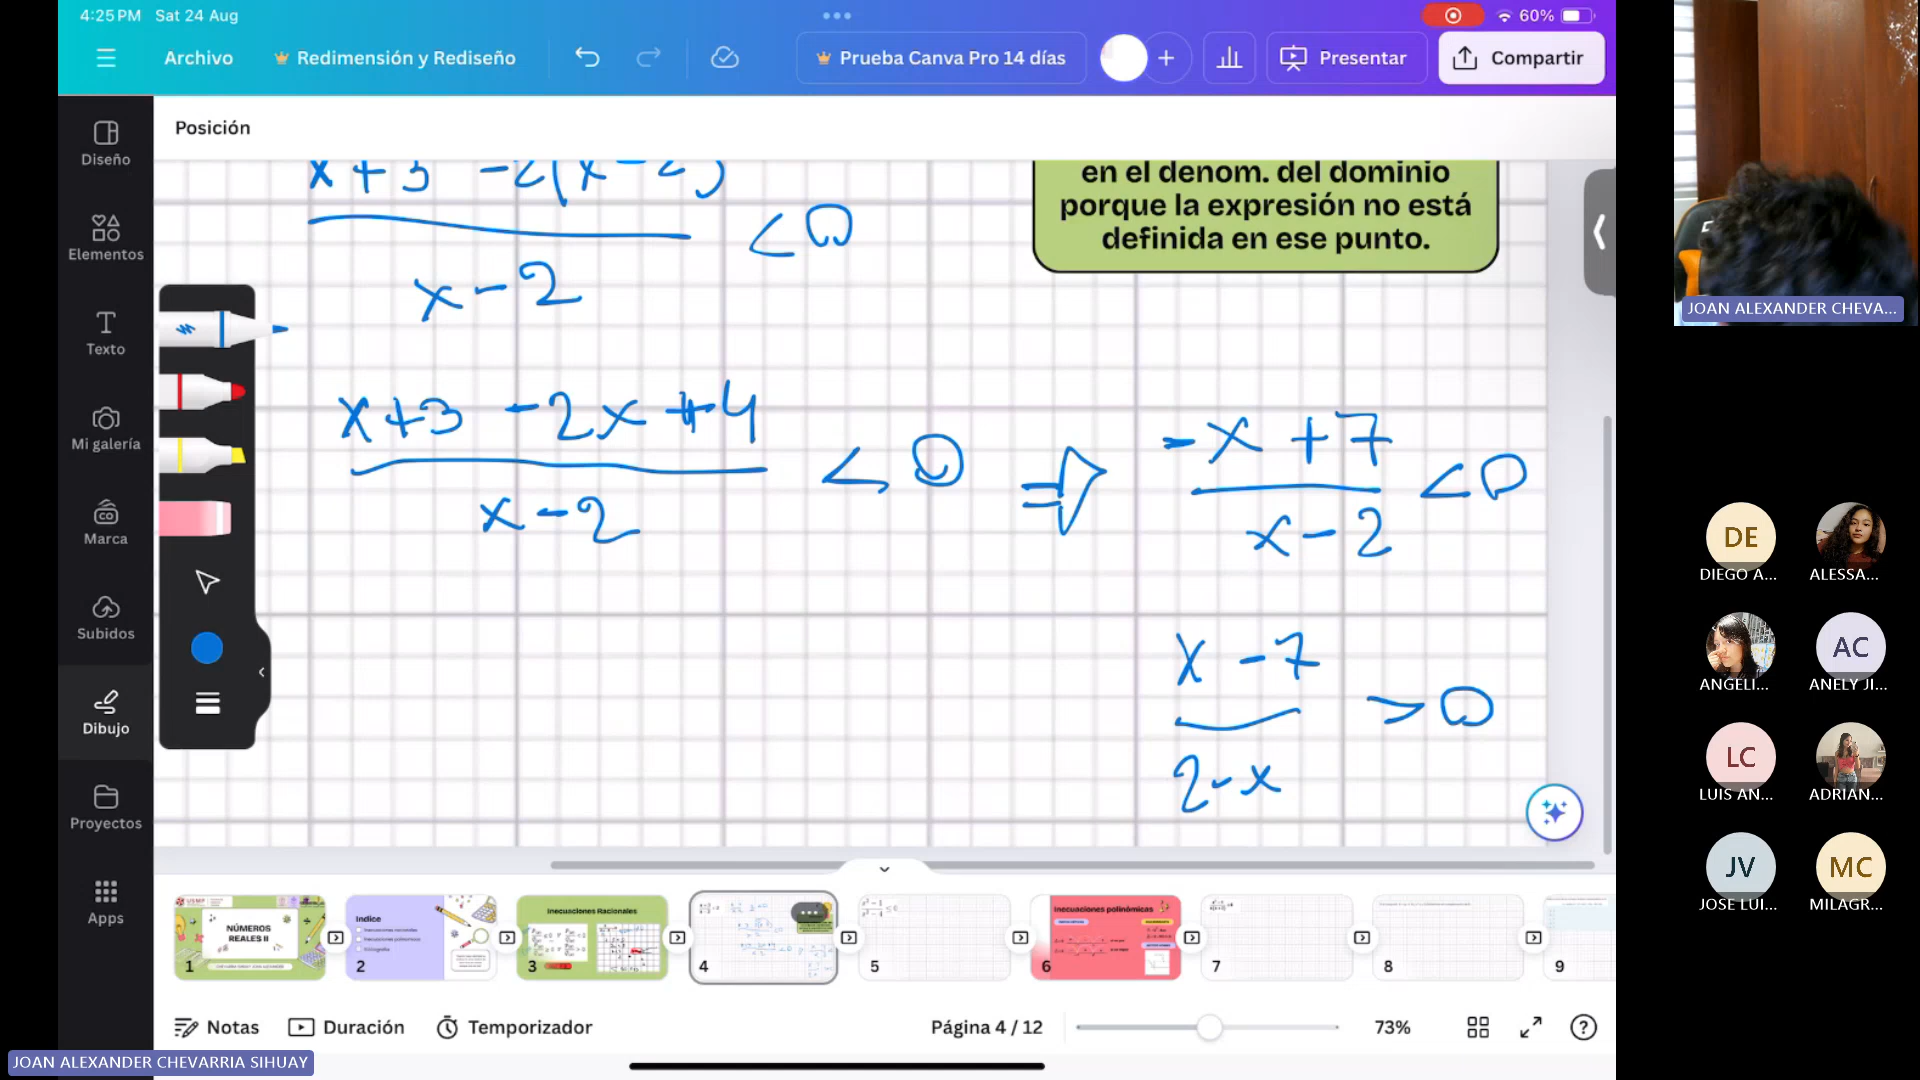 4:25 PM Sat 24 Aug
60%
Archivo
Redimensión y Rediseño
Prueba Canva Pro 14 días
Presentar
Compartir
Posición
Diseño
Elementos
Texto
Mi galería
Marca
Subidos
Dibujo
Proyectos
Apps
x+3 -2(x-2)
x-2
<0
en el denom. del dominio
porque la expresión no está
definida en ese punto.
x+3 -2x+4
x-2
<0
⇒
-x+7
x-2
<0
x-7
2-x
>0
NÚMEROS
REALES II
1
Indice
2
Inecuaciones Racionales
3
4
5
Inecuaciones polinómicas
6
7
8
9
Notas
Duración
Temporizador
Página 4 / 12
73%
JOAN ALEXANDER CHEVARRIA SIHUAY
JOAN ALEXANDER CHEVA...
DE
DIEGO A...
ALESSA...
ANGELI...
AC
ANELY JI...
LC
LUIS AN...
ADRIAN...
JV
JOSE LUI...
MC
MILAGR...